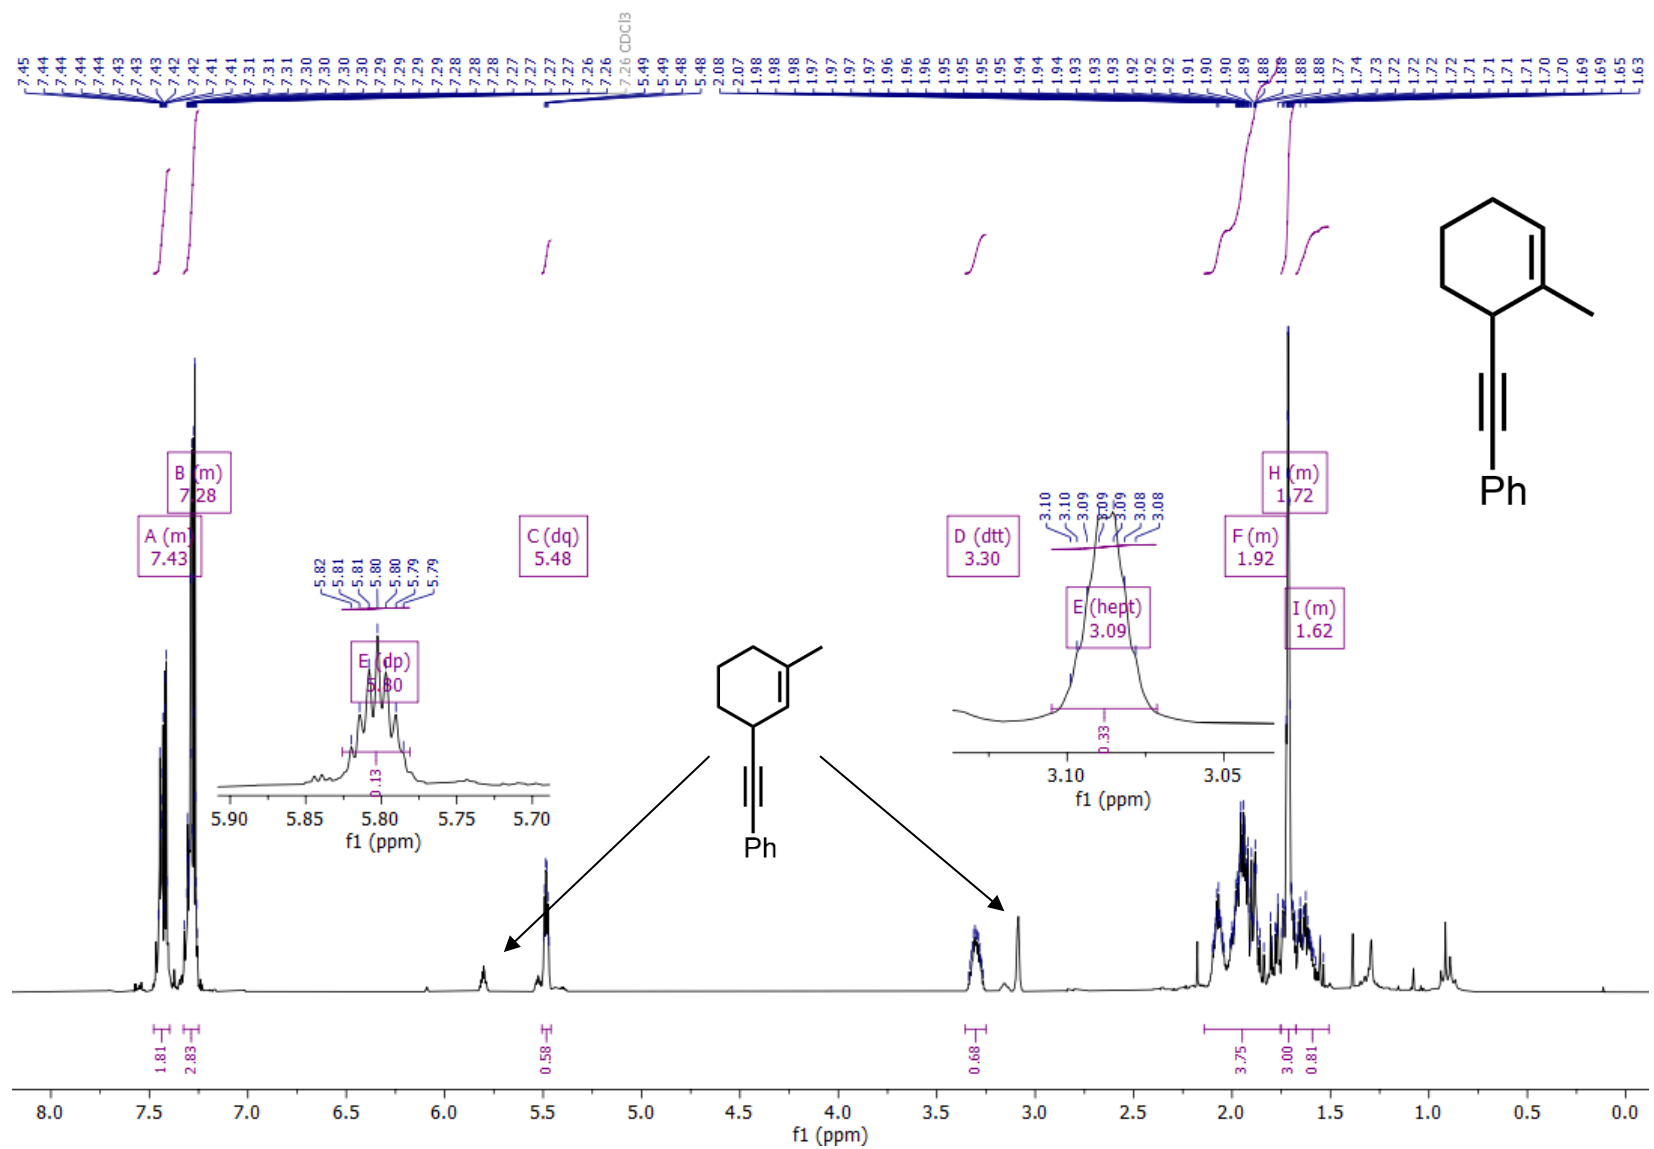 7.45 7.44 7.44 7.44 7.44 7.43 7.43 7.43 7.42 7.42 7.41 7.41 7.31 7.31 7.31 7.30 7.30 7.30 7.30 7.29 7.29 7.29 7.29 7.28 7.28 7.28 7.27 7.27 7.27 7.27 7.26 7.26 7.26 CDCl3 5.49 5.49 5.48 5.48 2.08 2.07 1.98 1.98 1.98 1.97 1.97 1.97 1.97 1.96 1.96 1.96 1.95 1.95 1.95 1.95 1.94 1.94 1.94 1.93 1.93 1.93 1.92 1.92 1.92 1.91 1.90 1.90 1.89 1.88 1.88 1.88 1.88 1.77 1.74 1.73 1.72 1.72 1.72 1.72 1.71 1.71 1.71 1.71 1.70 1.70 1.69 1.69 1.65 1.63
B (m)
7.28
H (m)
1.72
Ph
A (m)
7.43
C (dq)
5.48
D (dtt)
3.30
3.10 3.10 3.09 3.09 3.09 3.08 3.08
F (m)
1.92
5.82 5.81 5.81 5.80 5.80 5.79 5.79
E (hept)
3.09
I (m)
1.62
E (dp)
5.80
0.33
0.13
3.10 3.05
f1 (ppm)
5.90 5.85 5.80 5.75 5.70
f1 (ppm)
Ph
1.81 2.83 0.58 0.68 3.75 3.00 0.81
8.0 7.5 7.0 6.5 6.0 5.5 5.0 4.5 4.0 3.5 3.0 2.5 2.0 1.5 1.0 0.5 0.0
f1 (ppm)